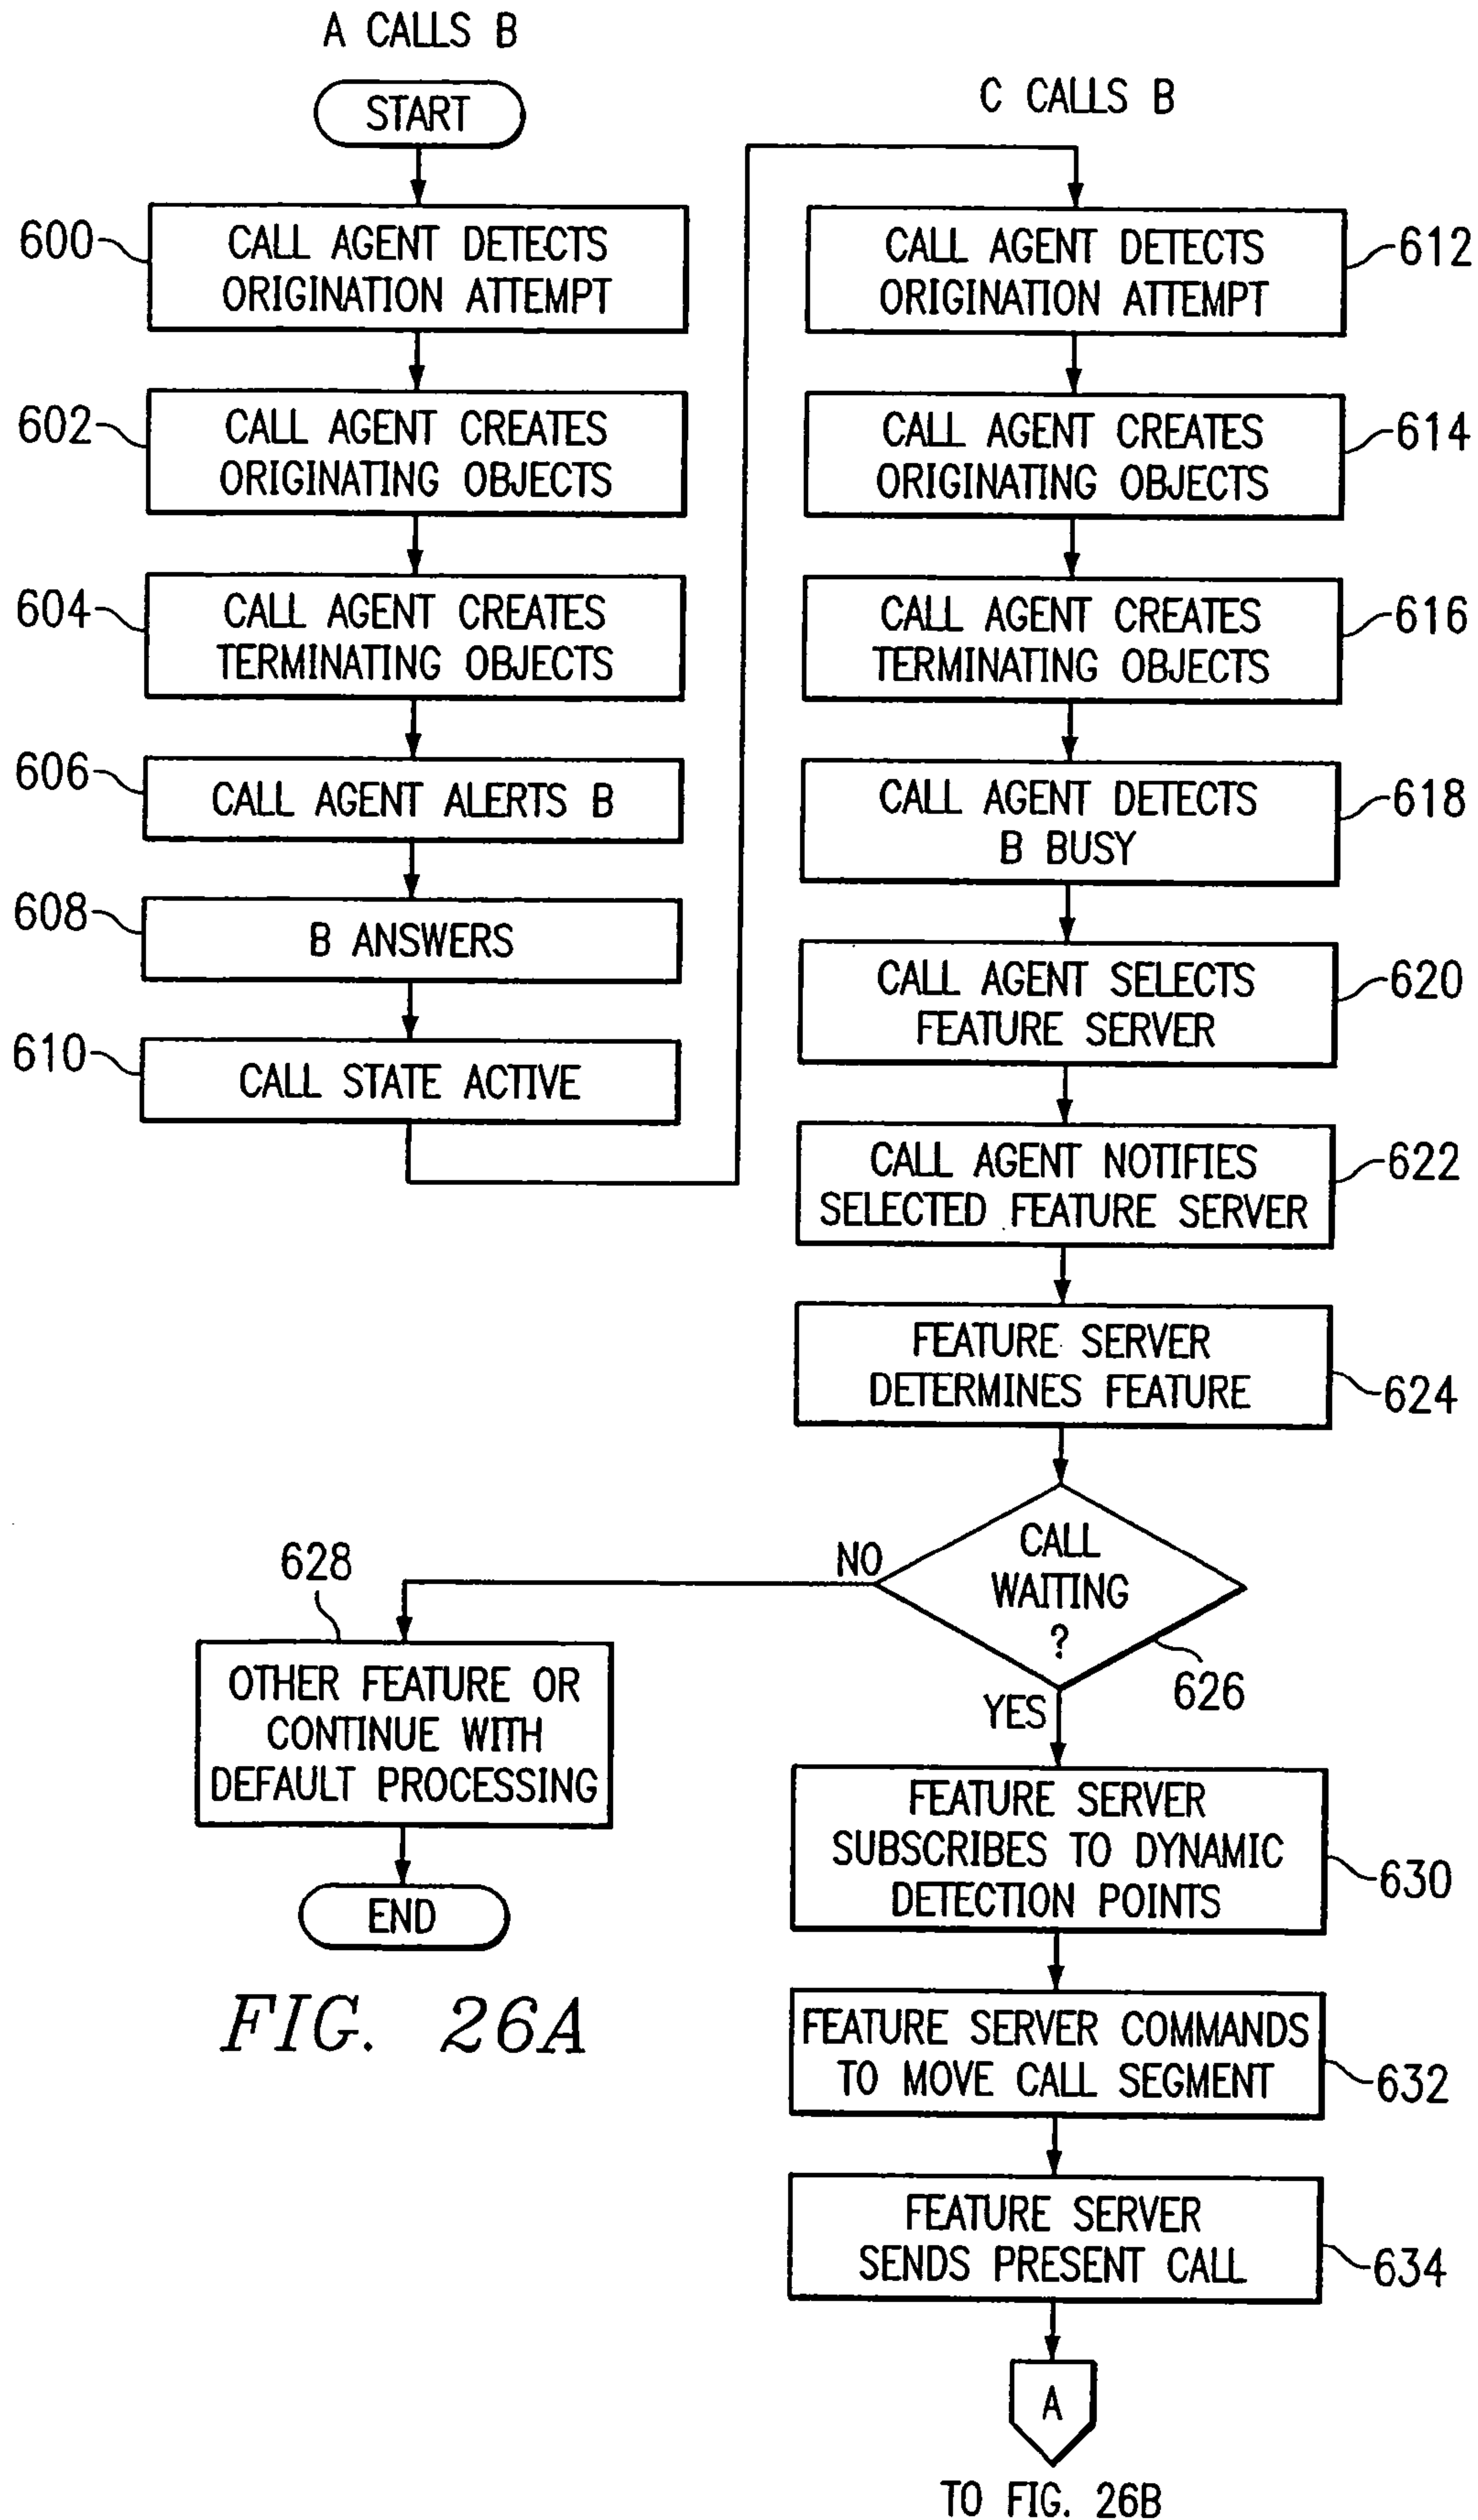 A CALLS B
START
600
CALL AGENT DETECTS
ORIGINATION ATTEMPT
602
CALL AGENT CREATES
ORIGINATING OBJECTS
604
CALL AGENT CREATES
TERMINATING OBJECTS
606
CALL AGENT ALERTS B
608
B ANSWERS
610
CALL STATE ACTIVE
C CALLS B
CALL AGENT DETECTS
ORIGINATION ATTEMPT
612
CALL AGENT CREATES
ORIGINATING OBJECTS
614
CALL AGENT CREATES
TERMINATING OBJECTS
616
CALL AGENT DETECTS
B BUSY
618
CALL AGENT SELECTS
FEATURE SERVER
620
CALL AGENT NOTIFIES
SELECTED FEATURE SERVER
622
FEATURE SERVER
DETERMINES FEATURE
624
CALL
WAITING
?
626
NO
628
OTHER FEATURE OR
CONTINUE WITH
DEFAULT PROCESSING
END
YES
FEATURE SERVER
SUBSCRIBES TO DYNAMIC
DETECTION POINTS
630
FEATURE SERVER COMMANDS
TO MOVE CALL SEGMENT
632
FEATURE SERVER
SENDS PRESENT CALL
634
A
TO FIG. 26B
FIG. 26A